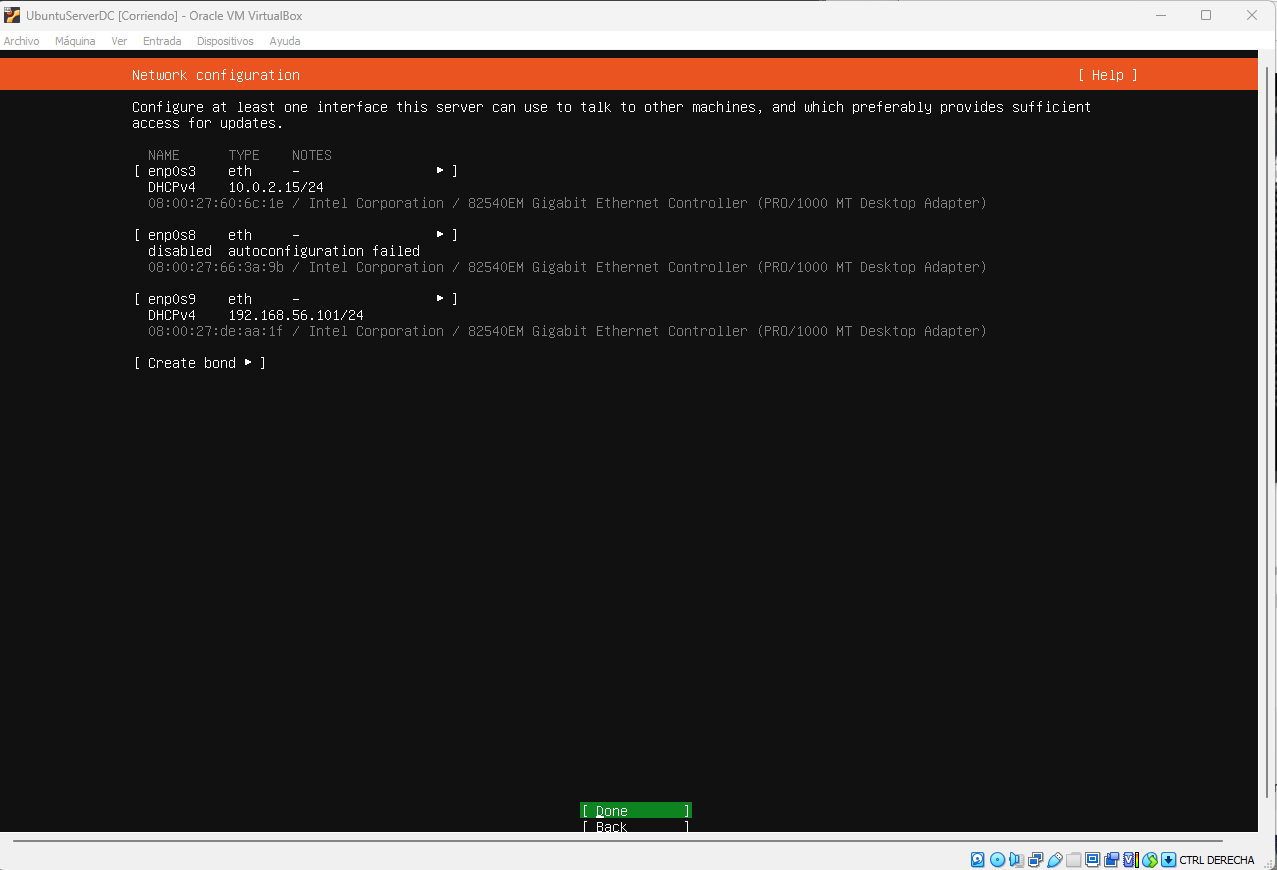 UbuntuServerDC [Corriendo] - Oracle VM VirtualBox
Archivo Máquina Ver Entrada Dispositivos Ayuda
Network configuration [ Help ]
Configure at least one interface this server can use to talk to other machines, and which preferably provides sufficient
access for updates.
NAME TYPE NOTES
[ enp0s3 eth - ▸ ]
DHCPv4 10.0.2.15/24
08:00:27:60:6c:1e / Intel Corporation / 82540EM Gigabit Ethernet Controller (PRO/1000 MT Desktop Adapter)
[ enp0s8 eth - ▸ ]
disabled autoconfiguration failed
08:00:27:66:3a:9b / Intel Corporation / 82540EM Gigabit Ethernet Controller (PRO/1000 MT Desktop Adapter)
[ enp0s9 eth - ▸ ]
DHCPv4 192.168.56.101/24
08:00:27:de:aa:1f / Intel Corporation / 82540EM Gigabit Ethernet Controller (PRO/1000 MT Desktop Adapter)
[ Create bond ▸ ]
[ Done ]
[ Back ]
CTRL DERECHA